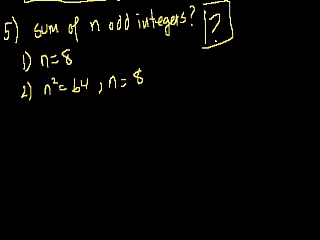 5) sum of n odd integers? ?
1) n=8
2) n²=64, n=8